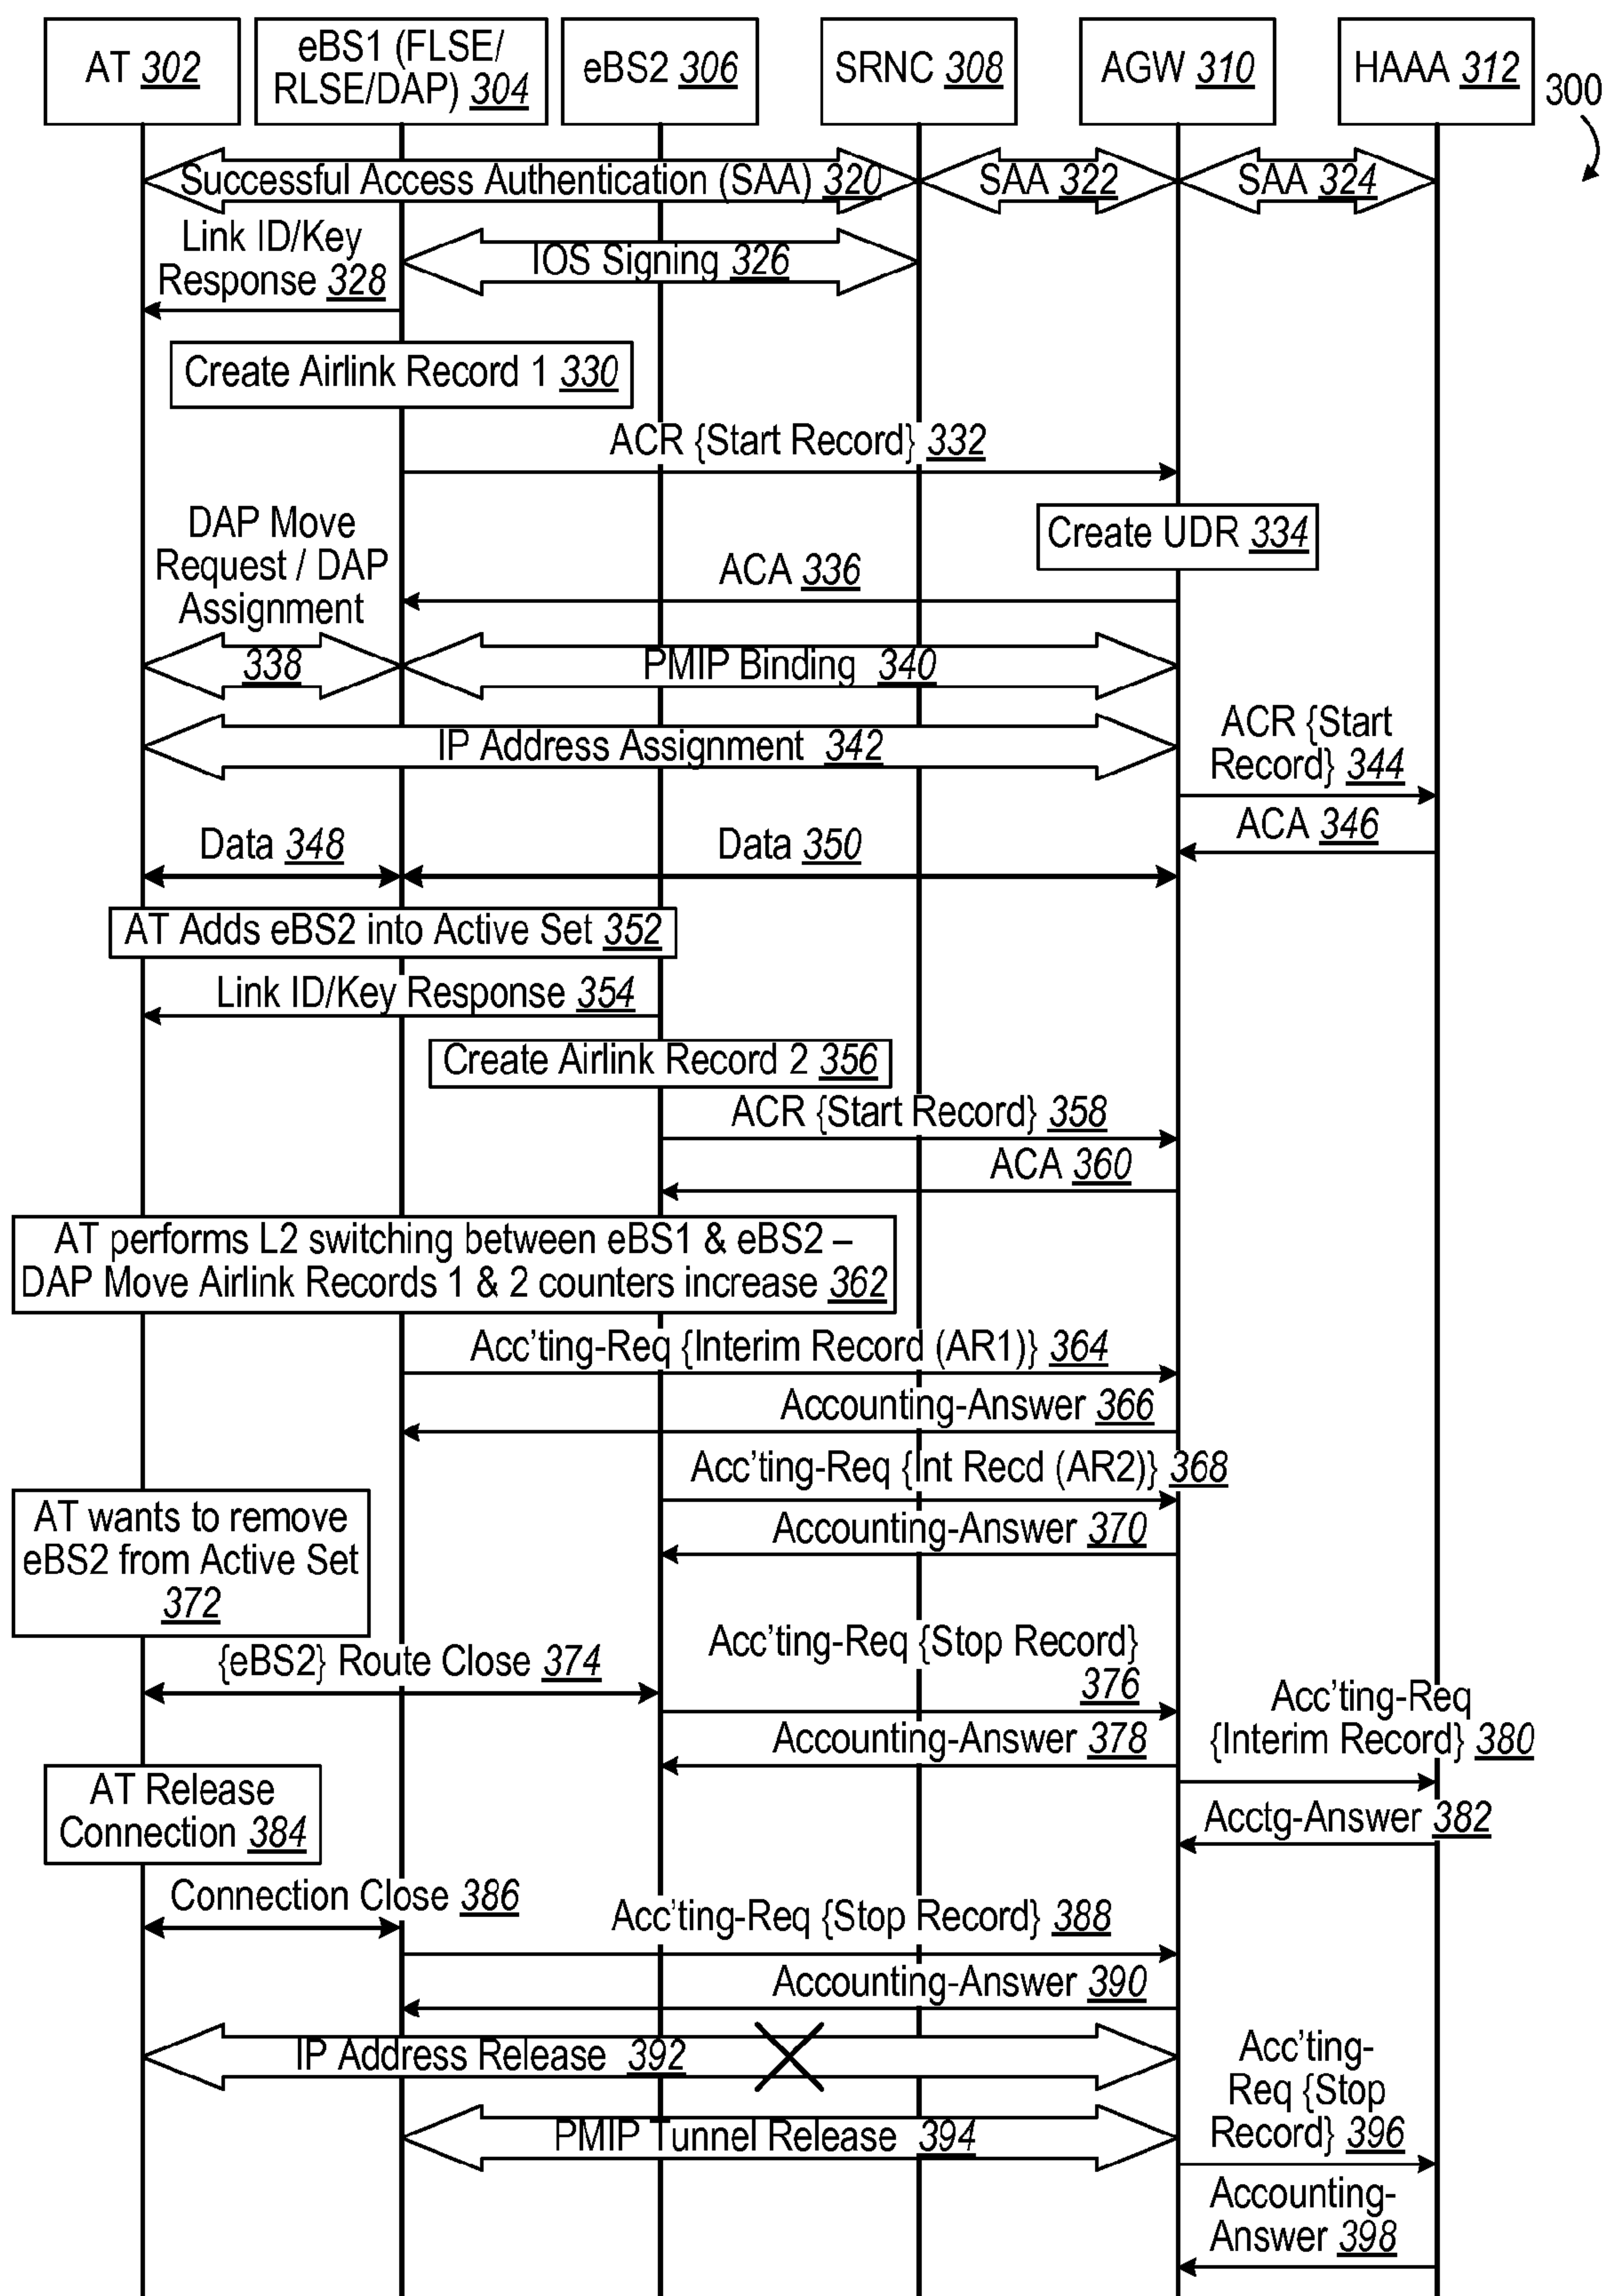 AT 302
eBS1 (FLSE/
RLSE/DAP) 304
eBS2 306
SRNC 308
AGW 310
HAAA 312
300
Successful Access Authentication (SAA) 320
SAA 322
SAA 324
Link ID/Key
Response 328
IOS Signing 326
Create Airlink Record 1 330
ACR {Start Record} 332
Create UDR 334
DAP Move
Request / DAP
Assignment
338
ACA 336
PMIP Binding 340
IP Address Assignment 342
ACR {Start
Record} 344
ACA 346
Data 348
Data 350
AT Adds eBS2 into Active Set 352
Link ID/Key Response 354
Create Airlink Record 2 356
ACR {Start Record} 358
ACA 360
AT performs L2 switching between eBS1 & eBS2 –
DAP Move Airlink Records 1 & 2 counters increase 362
Acc'ting-Req {Interim Record (AR1)} 364
Accounting-Answer 366
Acc'ting-Req {Int Recd (AR2)} 368
Accounting-Answer 370
AT wants to remove
eBS2 from Active Set
372
{eBS2} Route Close 374
Acc'ting-Req {Stop Record}
376
Accounting-Answer 378
Acc'ting-Req
{Interim Record} 380
Acctg-Answer 382
AT Release
Connection 384
Connection Close 386
Acc'ting-Req {Stop Record} 388
Accounting-Answer 390
IP Address Release 392
PMIP Tunnel Release 394
Acc'ting-
Req {Stop
Record} 396
Accounting-
Answer 398